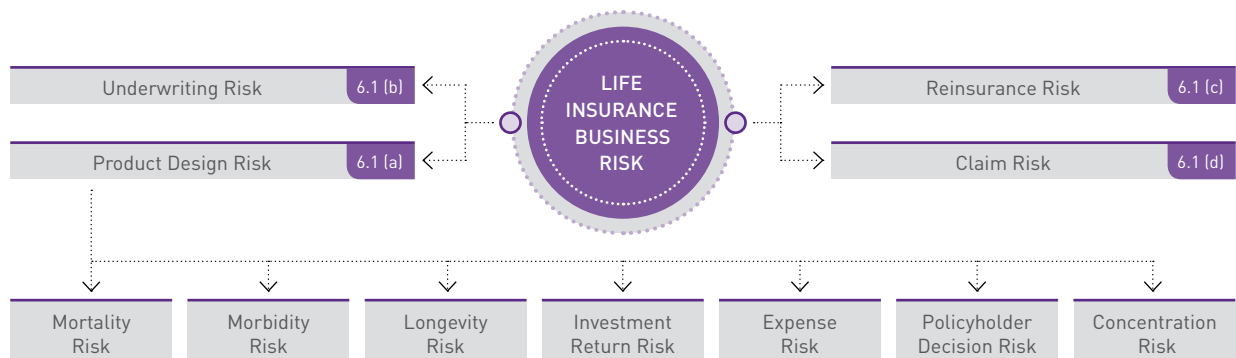 LIFE
INSURANCE
BUSINESS
RISK
Underwriting Risk 6.1 (b)
Product Design Risk 6.1 (a)
Reinsurance Risk 6.1 (c)
Claim Risk 6.1 (d)
Mortality
Risk
Morbidity
Risk
Longevity
Risk
Investment
Return Risk
Expense
Risk
Policyholder
Decision Risk
Concentration
Risk